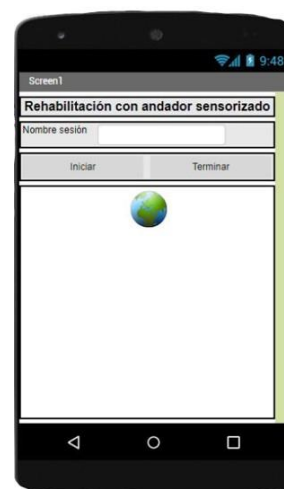 9:48
Screen1
Rehabilitación con andador sensorizado
Nombre sesión
Iniciar Terminar